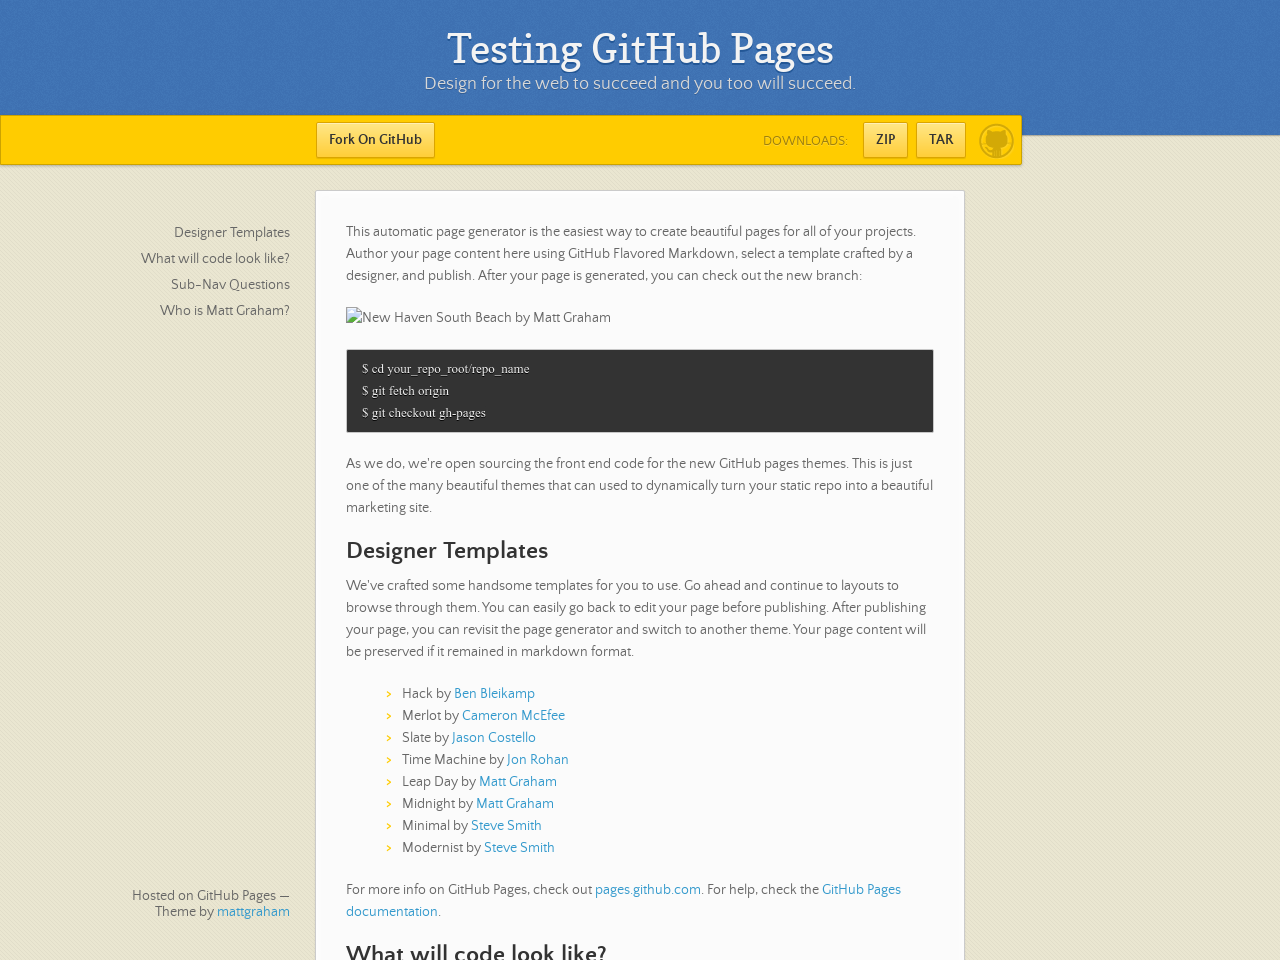 Testing GitHub Pages
Design for the web to succeed and you too will succeed.
Fork On GitHub
DOWNLOADS:
ZIP
TAR
Designer Templates
What will code look like?
Sub-Nav Questions
Who is Matt Graham?
This automatic page generator is the easiest way to create beautiful pages for all of your projects.
Author your page content here using GitHub Flavored Markdown, select a template crafted by a
designer, and publish. After your page is generated, you can check out the new branch:
New Haven South Beach by Matt Graham
$ cd your_repo_root/repo_name
$ git fetch origin
$ git checkout gh-pages
As we do, we're open sourcing the front end code for the new GitHub pages themes. This is just
one of the many beautiful themes that can used to dynamically turn your static repo into a beautiful
marketing site.
Designer Templates
We've crafted some handsome templates for you to use. Go ahead and continue to layouts to
browse through them. You can easily go back to edit your page before publishing. After publishing
your page, you can revisit the page generator and switch to another theme. Your page content will
be preserved if it remained in markdown format.
> Hack by Ben Bleikamp
> Merlot by Cameron McEfee
> Slate by Jason Costello
> Time Machine by Jon Rohan
> Leap Day by Matt Graham
> Midnight by Matt Graham
> Minimal by Steve Smith
> Modernist by Steve Smith
For more info on GitHub Pages, check out pages.github.com. For help, check the GitHub Pages
documentation.
What will code look like?
Hosted on GitHub Pages —
Theme by mattgraham